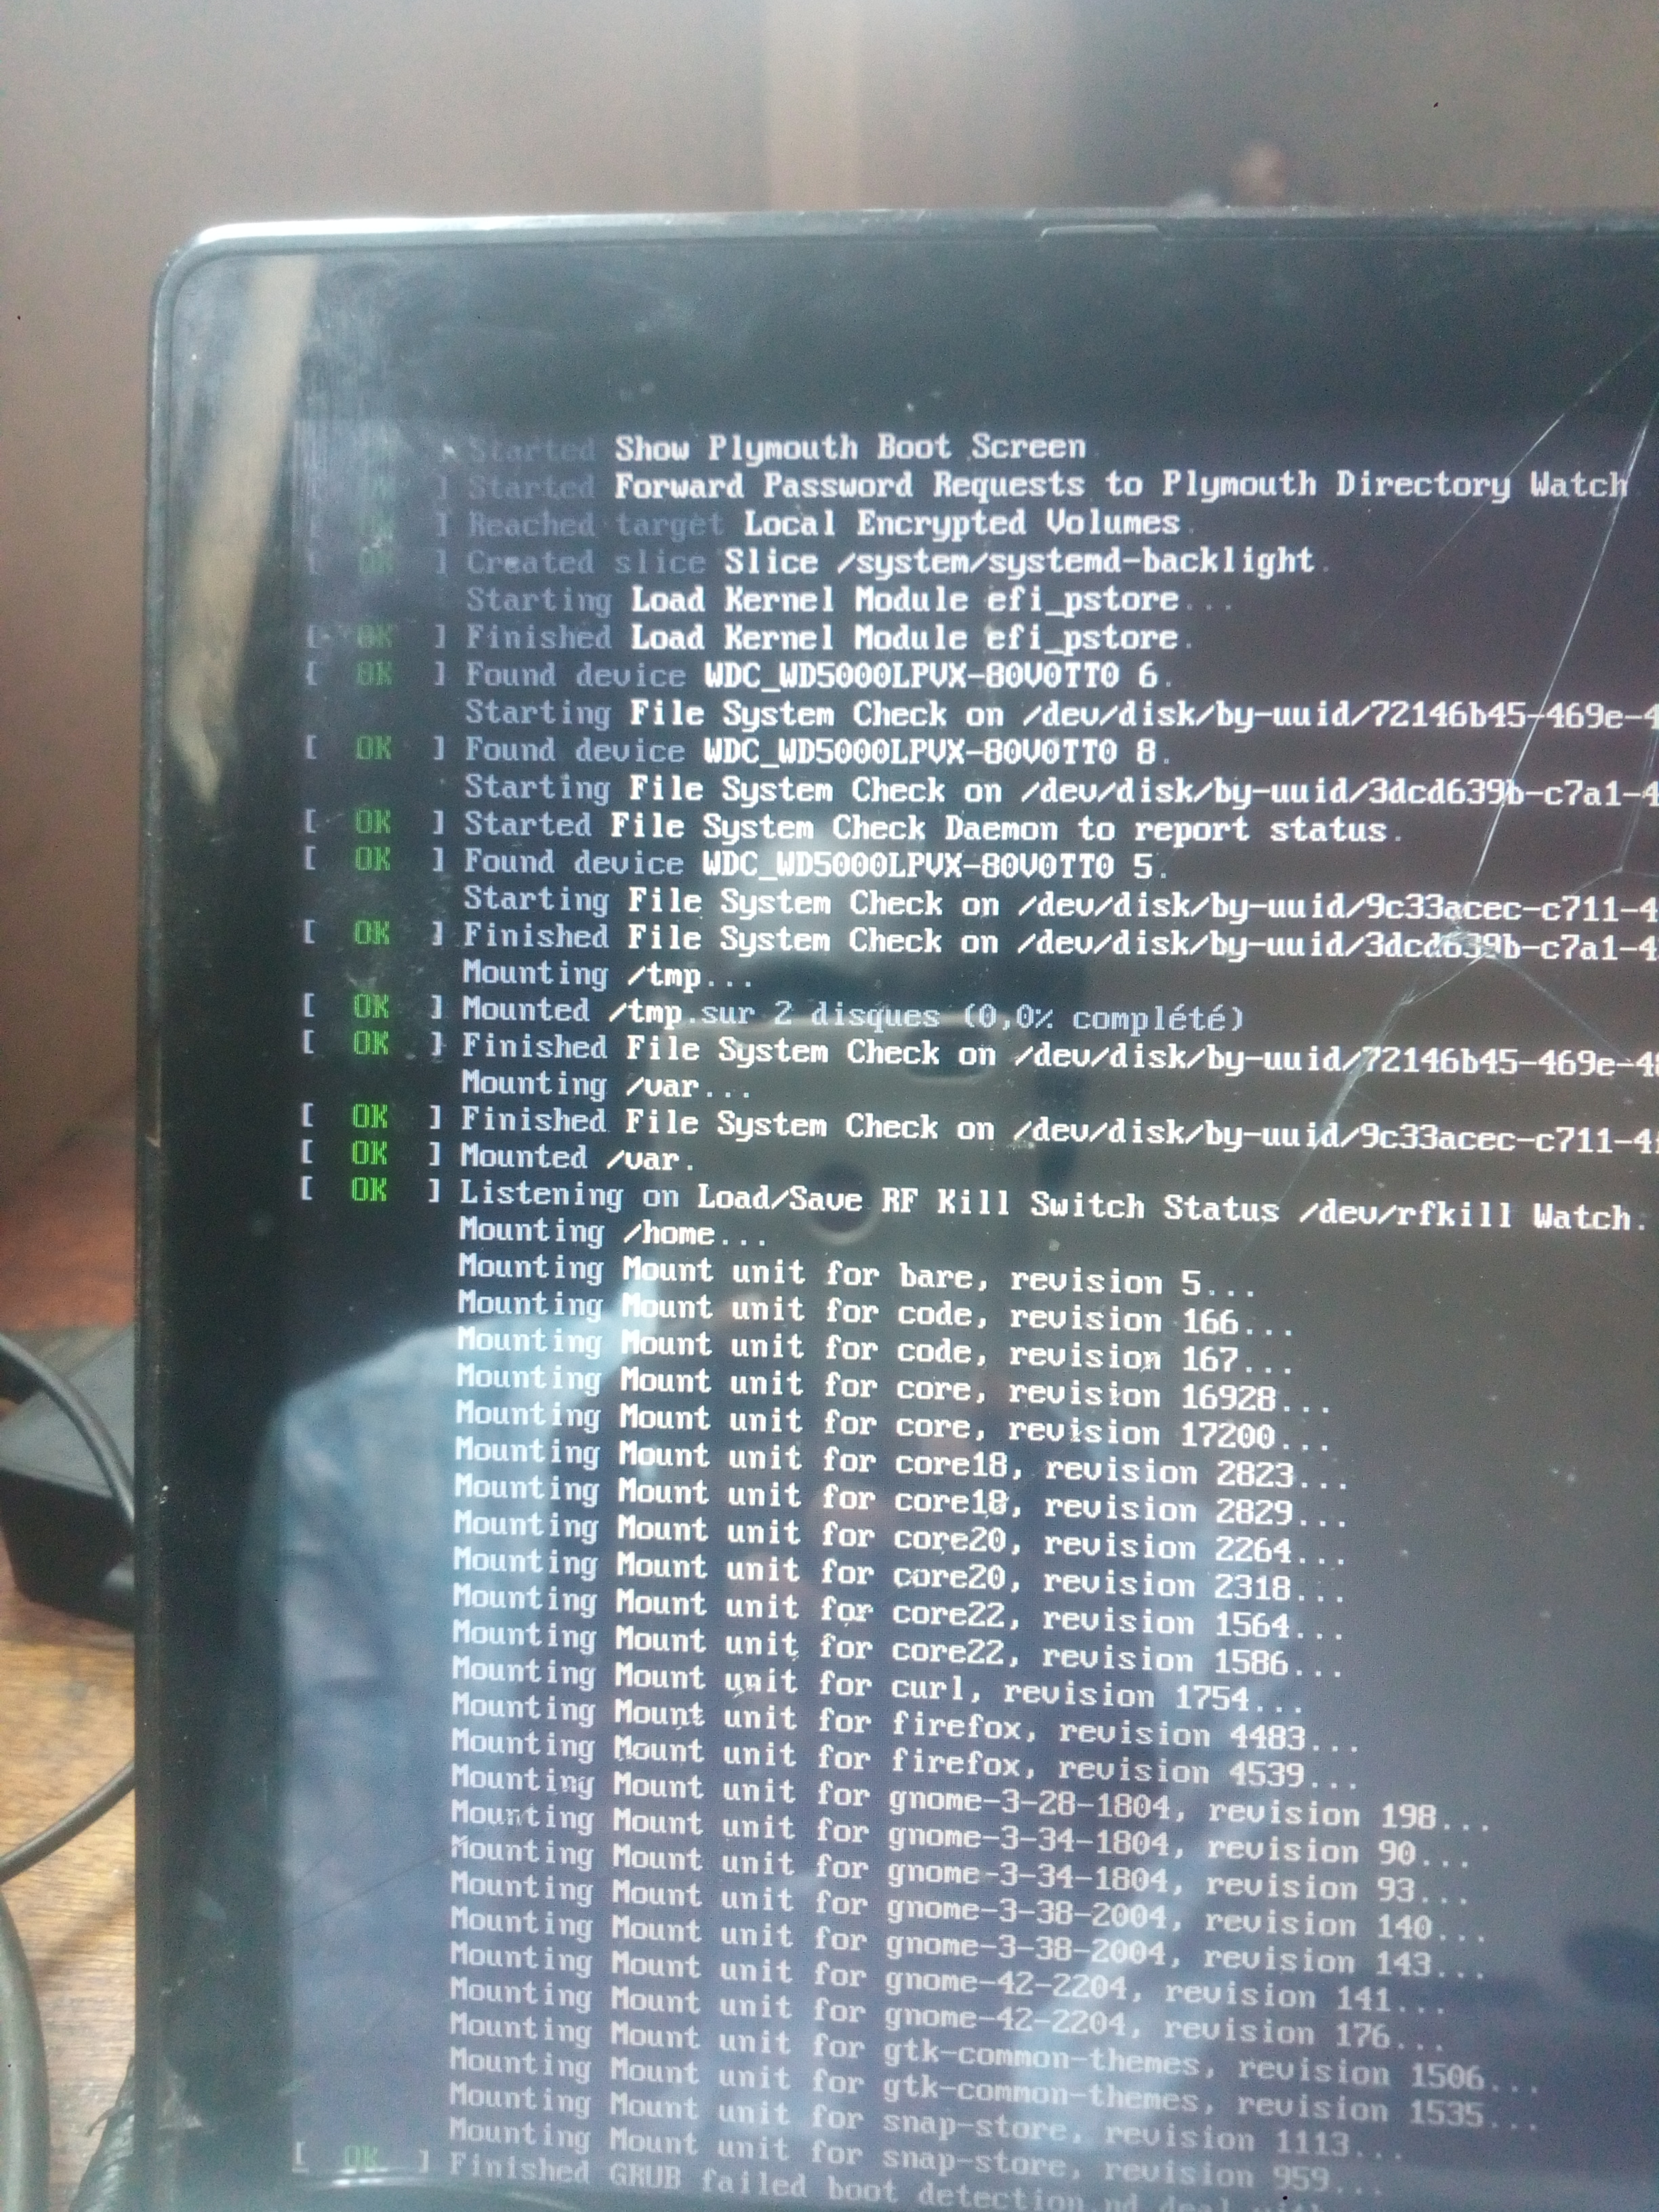 Started Show Plymouth Boot Screen.
] Started Forward Password Requests to Plymouth Directory Watch
[ OK ] Reached target Local Encrypted Volumes.
[ OK ] Created slice Slice /system/systemd-backlight.
Starting Load Kernel Module efi_pstore...
[ OK ] Finished Load Kernel Module efi_pstore.
[ OK ] Found device WDC_WD5000LPVX-80V0TT0 6.
Starting File System Check on /dev/disk/by-uuid/72146b45-469e-4
[ OK ] Found device WDC_WD5000LPVX-80V0TT0 8.
Starting File System Check on /dev/disk/by-uuid/3dcd639b-c7a1-4
[ OK ] Started File System Check Daemon to report status.
[ OK ] Found device WDC_WD5000LPVX-80V0TT0 5.
Starting File System Check on /dev/disk/by-uuid/9c33acec-c711-4
[ OK ] Finished File System Check on /dev/disk/by-uuid/3dcd639b-c7a1-4
Mounting /tmp...
[ OK ] Mounted /tmp.sur 2 disques (0,0% complété)
[ OK ] Finished File System Check on /dev/disk/by-uuid/72146b45-469e-4
Mounting /var...
[ OK ] Finished File System Check on /dev/disk/by-uuid/9c33acec-c711-4
[ OK ] Mounted /var.
[ OK ] Listening on Load/Save RF Kill Switch Status /dev/rfkill Watch.
Mounting /home...
Mounting Mount unit for bare, revision 5...
Mounting Mount unit for code, revision 166...
Mounting Mount unit for code, revision 167...
Mounting Mount unit for core, revision 16928...
Mounting Mount unit for core, revision 17200...
Mounting Mount unit for core18, revision 2823...
Mounting Mount unit for core18, revision 2829...
Mounting Mount unit for core20, revision 2264...
Mounting Mount unit for core20, revision 2318...
Mounting Mount unit for core22, revision 1564...
Mounting Mount unit for core22, revision 1586...
Mounting Mount unit for curl, revision 1754...
Mounting Mount unit for firefox, revision 4483...
Mounting Mount unit for firefox, revision 4539...
Mounting Mount unit for gnome-3-28-1804, revision 198...
Mounting Mount unit for gnome-3-34-1804, revision 90...
Mounting Mount unit for gnome-3-34-1804, revision 93...
Mounting Mount unit for gnome-3-38-2004, revision 140...
Mounting Mount unit for gnome-3-38-2004, revision 143...
Mounting Mount unit for gnome-42-2204, revision 141...
Mounting Mount unit for gnome-42-2204, revision 176...
Mounting Mount unit for gtk-common-themes, revision 1506...
Mounting Mount unit for gtk-common-themes, revision 1535...
Mounting Mount unit for snap-store, revision 1113...
Mounting Mount unit for snap-store, revision 959...
[ OK ] Finished GRUB failed boot detection